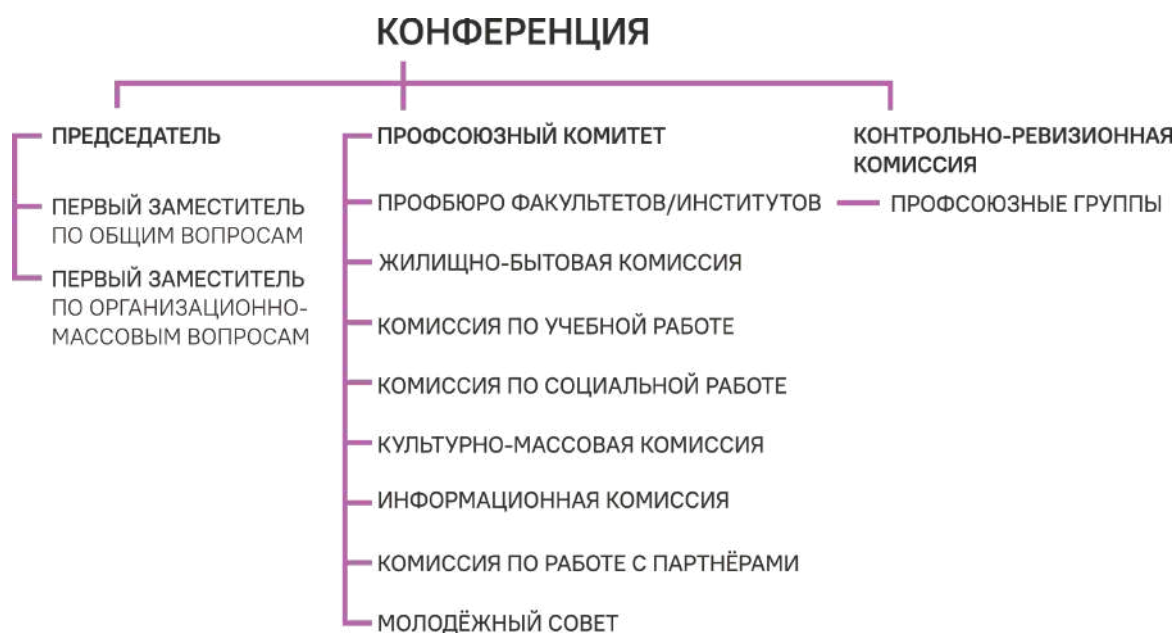 КОНФЕРЕНЦИЯ
ПРЕДСЕДАТЕЛЬ
ПЕРВЫЙ ЗАМЕСТИТЕЛЬ
ПО ОБЩИМ ВОПРОСАМ
ПЕРВЫЙ ЗАМЕСТИТЕЛЬ
ПО ОРГАНИЗАЦИОННО-
МАССОВЫМ ВОПРОСАМ
ПРОФСОЮЗНЫЙ КОМИТЕТ
ПРОФБЮРО ФАКУЛЬТЕТОВ/ИНСТИТУТОВ
ЖИЛИЩНО-БЫТОВАЯ КОМИССИЯ
КОМИССИЯ ПО УЧЕБНОЙ РАБОТЕ
КОМИССИЯ ПО СОЦИАЛЬНОЙ РАБОТЕ
КУЛЬТУРНО-МАССОВАЯ КОМИССИЯ
ИНФОРМАЦИОННАЯ КОМИССИЯ
КОМИССИЯ ПО РАБОТЕ С ПАРТНЁРАМИ
МОЛОДЁЖНЫЙ СОВЕТ
КОНТРОЛЬНО-РЕВИЗИОННАЯ
КОМИССИЯ
ПРОФСОЮЗНЫЕ ГРУППЫ